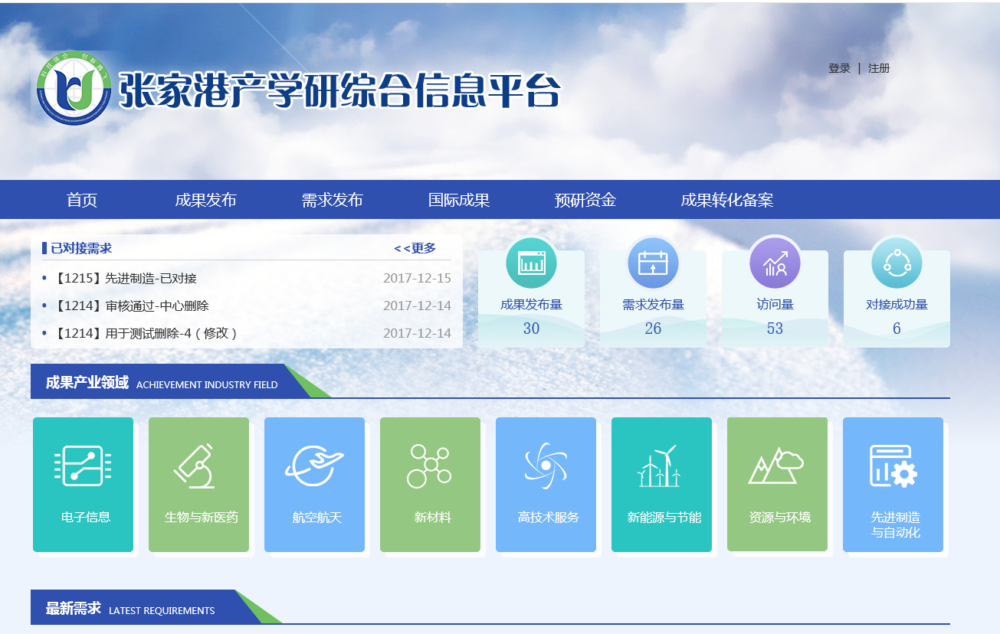 科技强企 创新腾飞
张家港产学研综合信息平台
登录 | 注册
首页 成果发布 需求发布 国际成果 预研资金 成果转化备案
已对接需求 <<更多
【1215】先进制造-已对接 2017-12-15
【1214】审核通过-中心删除 2017-12-14
【1214】用于测试删除-4（修改） 2017-12-14
成果发布量 需求发布量 访问量 对接成功量
30 26 53 6
成果产业领域 ACHIEVEMENT INDUSTRY FIELD
电子信息 生物与新医药 航空航天 新材料 高技术服务 新能源与节能 资源与环境 先进制造
与自动化
最新需求 LATEST REQUIREMENTS